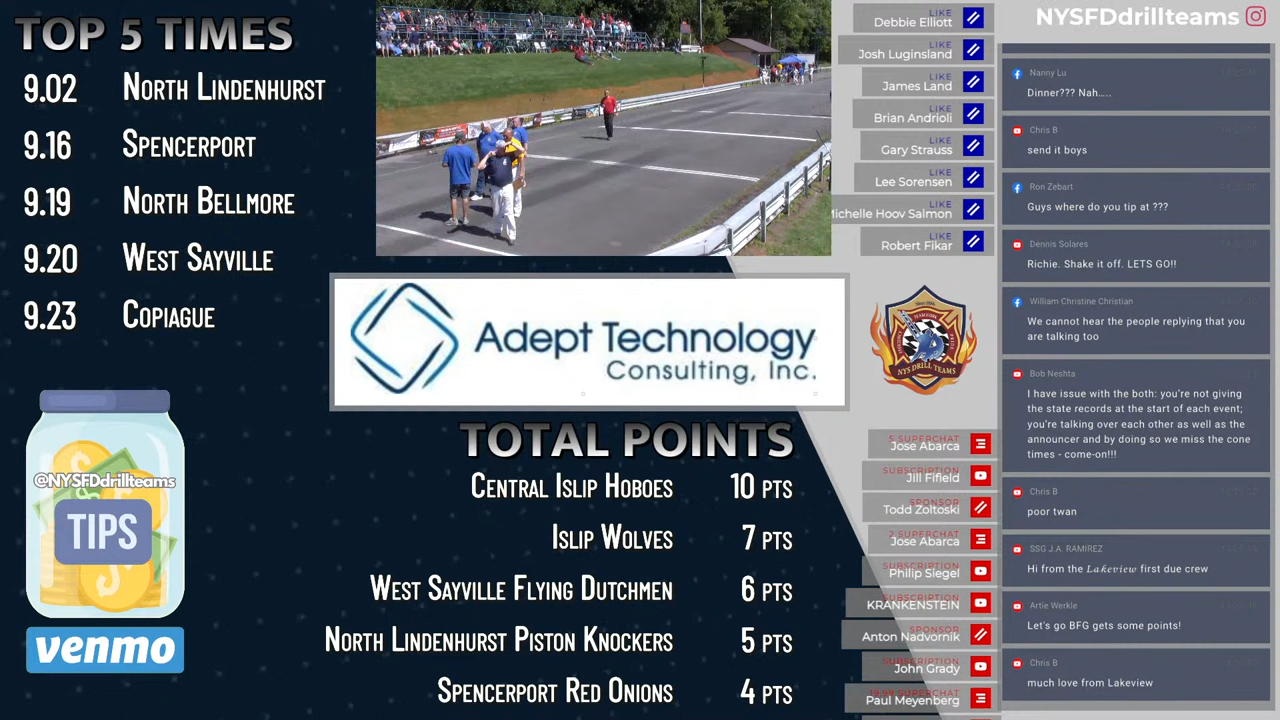 TOP 5 TIMES
9.02 NORTH LINDENHURST
9.16 SPENCERPORT
9.19 NORTH BELLMORE
9.20 WEST SAYVILLE
9.23 COPIAGUE
@NYSFDdrillteams
TIPS
venmo
Adept Technology
Consulting, Inc.
TOTAL POINTS
CENTRAL ISLIP HOBOES 10 PTS
ISLIP WOLVES 7 PTS
WEST SAYVILLE FLYING DUTCHMEN 6 PTS
NORTH LINDENHURST PISTON KNOCKERS 5 PTS
SPENCERPORT RED ONIONS 4 PTS
LIKE
Debbie Elliott
LIKE
Josh Luginsland
LIKE
James Land
LIKE
Brian Andrioli
LIKE
Gary Strauss
LIKE
Lee Sorensen
LIKE
Michelle Hoov Salmon
LIKE
Robert Fikar
NYS DRILL TEAMS
5 SUPERCHAT
Jose Abarca
SUBSCRIPTION
Jill Fifield
SPONSOR
Todd Zoltoski
2 SUPERCHAT
Jose Abarca
SUBSCRIPTION
Philip Siegel
SUBSCRIPTION
KRANKENSTEIN
SPONSOR
Anton Nadvornik
SUBSCRIPTION
John Grady
19.99 SUPERCHAT
Paul Meyenberg
NYSFDdrillteams
Nanny Lu
Dinner??? Nah.....
Chris B
send it boys
Ron Zebart
Guys where do you tip at ???
Dennis Solares
Richie. Shake it off. LETS GO!!
William Christine Christian
We cannot hear the people replying that you
are talking too
Bob Neshta
I have issue with the both: you're not giving
the state records at the start of each event;
you're talking over each other as well as the
announcer and by doing so we miss the cone
times - come-on!!!
Chris B
poor twan
SSG J.A. RAMIREZ
Hi from the 𝐿𝒶𝓀𝑒𝓋𝒾𝑒𝓌 first due crew
Artie Werkle
Let's go BFG gets some points!
Chris B
much love from Lakeview